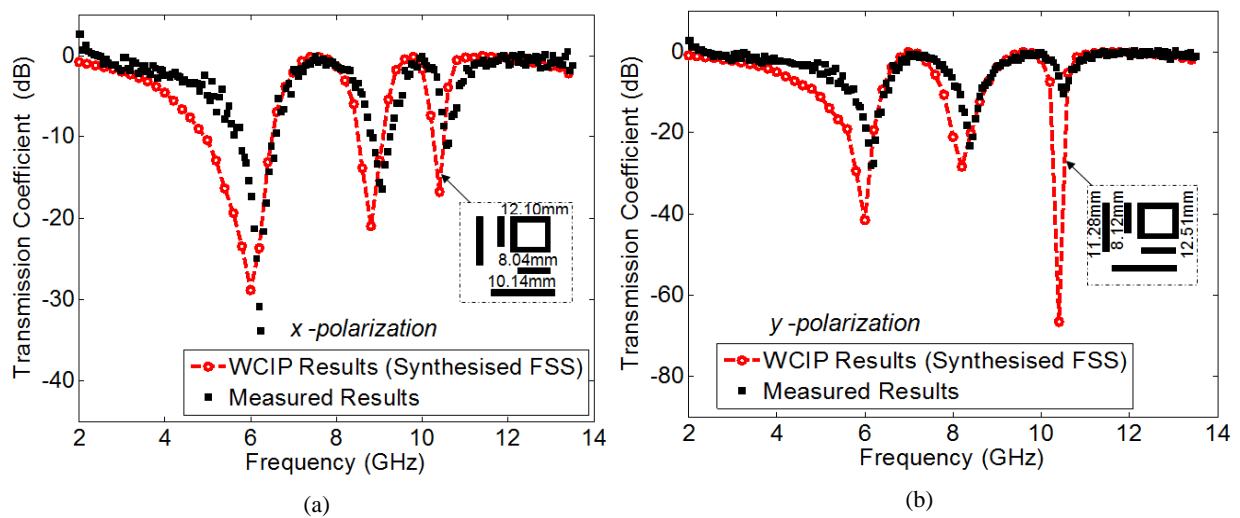 0
-10
-20
-30
-40
Transmission Coefficient (dB)
12.10mm
8.04mm
10.14mm
x -polarization
WCIP Results (Synthesised FSS)
Measured Results
2 4 6 8 10 12 14
Frequency (GHz)
(a)
0
-20
-40
-60
-80
Transmission Coefficient (dB)
11.28mm
8.12mm
12.51mm
y -polarization
WCIP Results (Synthesised FSS)
Measured Results
2 4 6 8 10 12 14
Frequency (GHz)
(b)